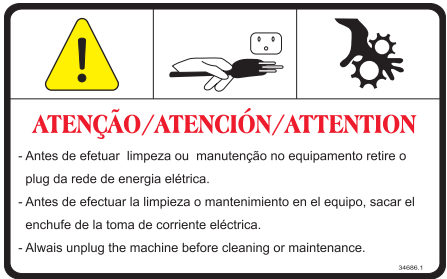 ATENÇÃO/ATENCIÓN/ATTENTION
- Antes de efetuar limpeza ou manutenção no equipamento retire o
plug da rede de energia elétrica.
- Antes de efectuar la limpieza o mantenimiento en el equipo, sacar el
enchufe de la toma de corriente eléctrica.
- Alwais unplug the machine before cleaning or maintenance.
34686.1